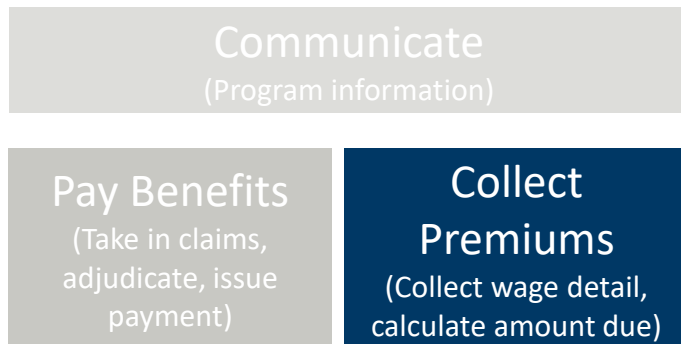 Communicate
(Program information)
Pay Benefits
(Take in claims,
adjudicate, issue
payment)
Collect
Premiums
(Collect wage detail,
calculate amount due)